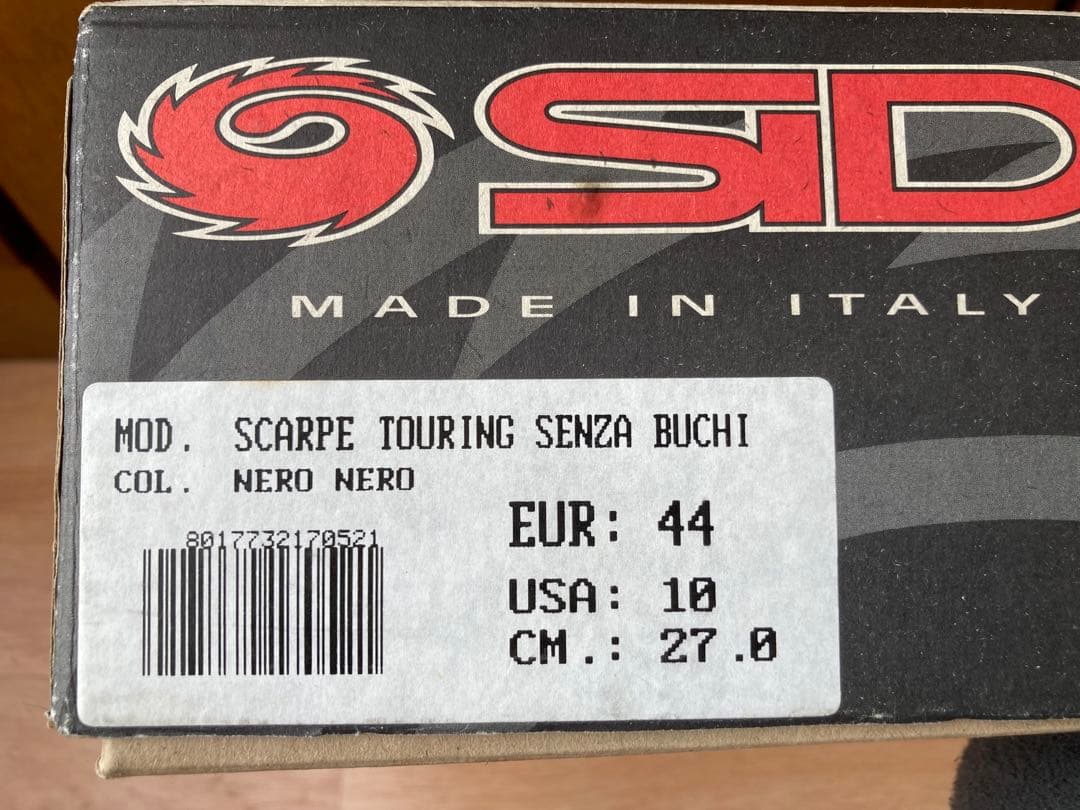 SID
MADE IN ITALY
MOD. SCARPE TOURING SENZA BUCHI
COL. NERO NERO
8017732170521
EUR: 44
USA: 10
CM.: 27.0